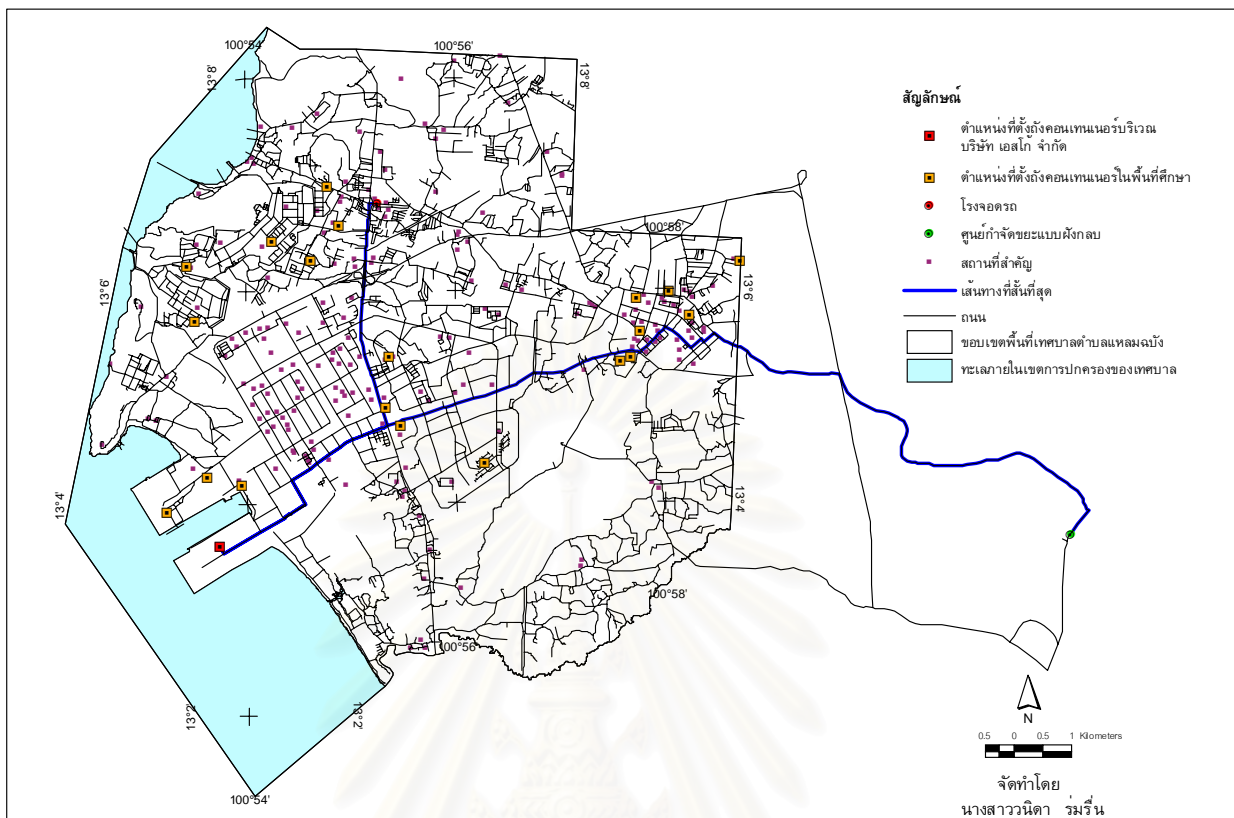 100°54'
100°56'
13°8'
13°8'
100°58'
13°6'
13°6'
13°4'
13°4'
100°58'
100°56'
13°2'
13°2'
100°54'
สัญลักษณ์
ตำแหน่งที่ตั้งถังคอนเทนเนอร์บริเวณ
บริษัท เอสโก้ จำกัด
ตำแหน่งที่ตั้งถังคอนเทนเนอร์ในพื้นที่ศึกษา
โรงจอดรถ
ศูนย์กำจัดขยะแบบฝังกลบ
สถานที่สำคัญ
เส้นทางที่สั้นที่สุด
ถนน
ขอบเขตพื้นที่เทศบาลตำบลแหลมฉบัง
ทะเลภายในเขตการปกครองของเทศบาล
N
0.5 0 0.5 1 Kilometers
จัดทำโดย
นางสาววนิดา ร่มรื่น